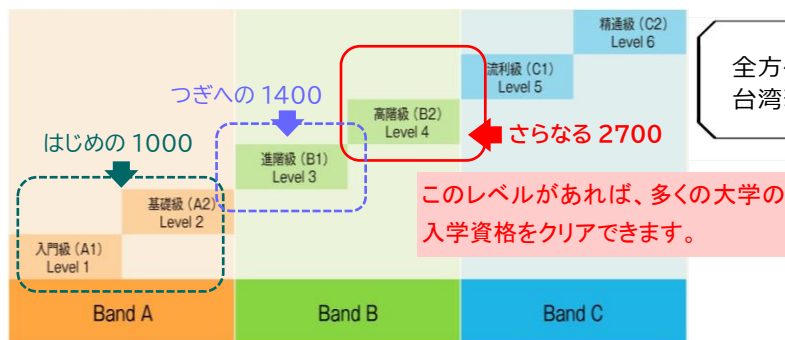 精通級 (C2)
Level 6
全方
台湾
流利級 (C1)
Level 5
つぎへの 1400
高階級 (B2)
Level 4
さらなる 2700
はじめの 1000
進階級 (B1)
Level 3
このレベルがあれば、多くの大学の
入学資格をクリアできます。
基礎級 (A2)
Level 2
入門級 (A1)
Level 1
Band A
Band B
Band C